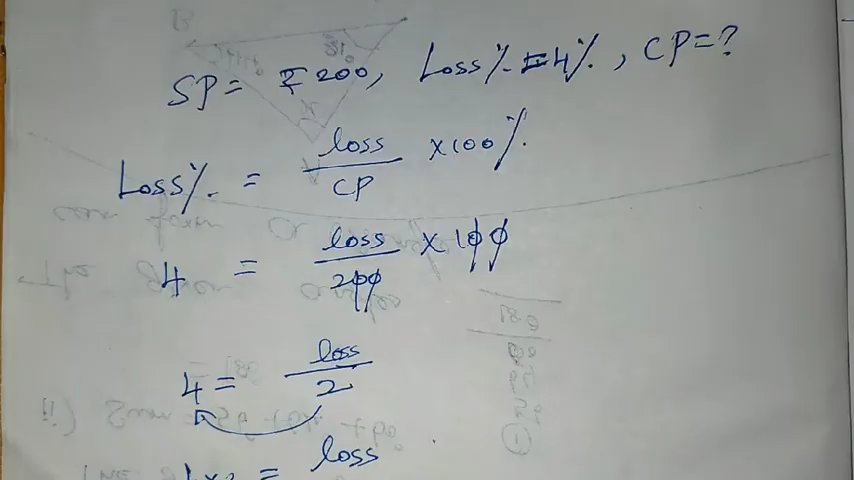 SP = ₹200, Loss% = 4%, CP = ?
Loss% = loss/CP × 100%
4 = loss/200 × 100
4 = loss/2
= loss